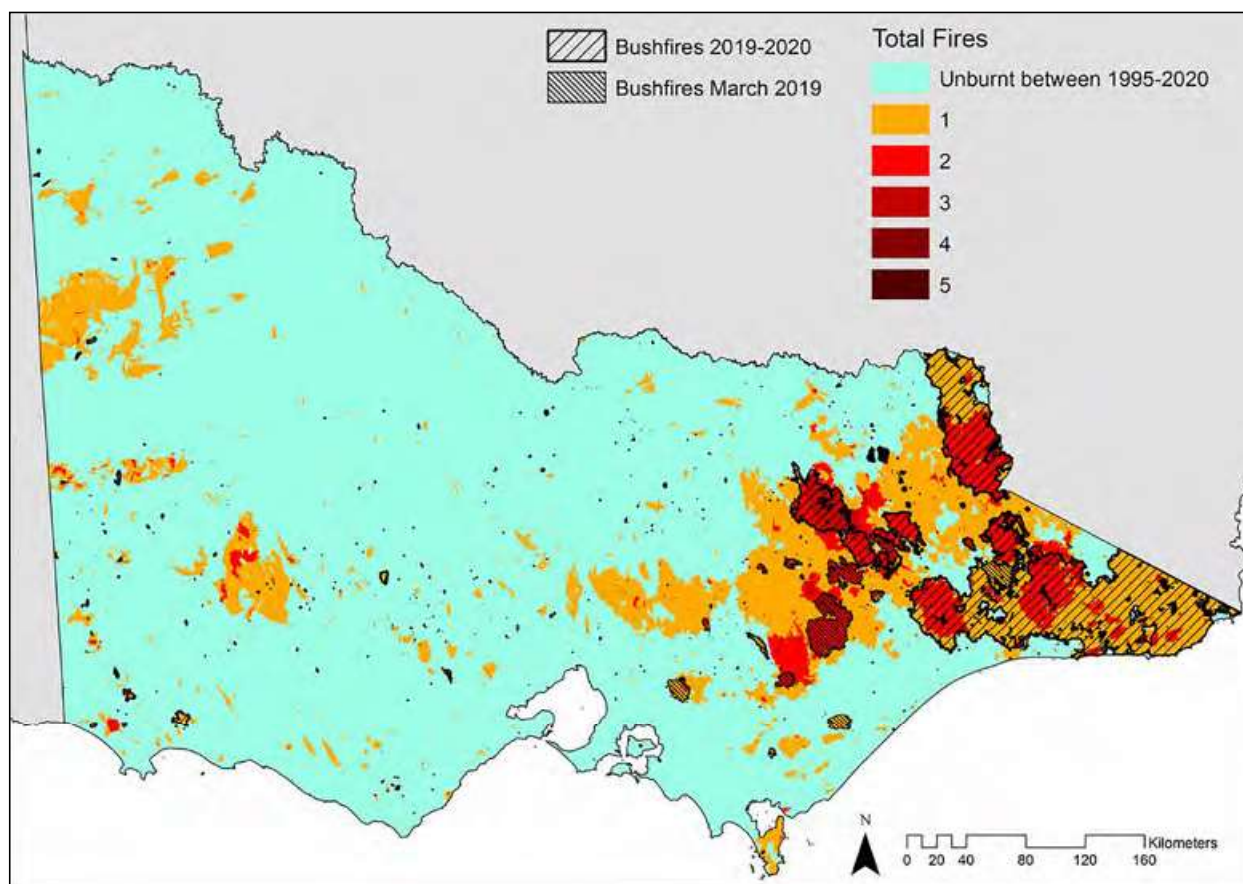 Bushfires 2019-2020
Bushfires March 2019
Total Fires
Unburnt between 1995-2020
1
2
3
4
5
N
Kilometers
0 20 40 80 120 160